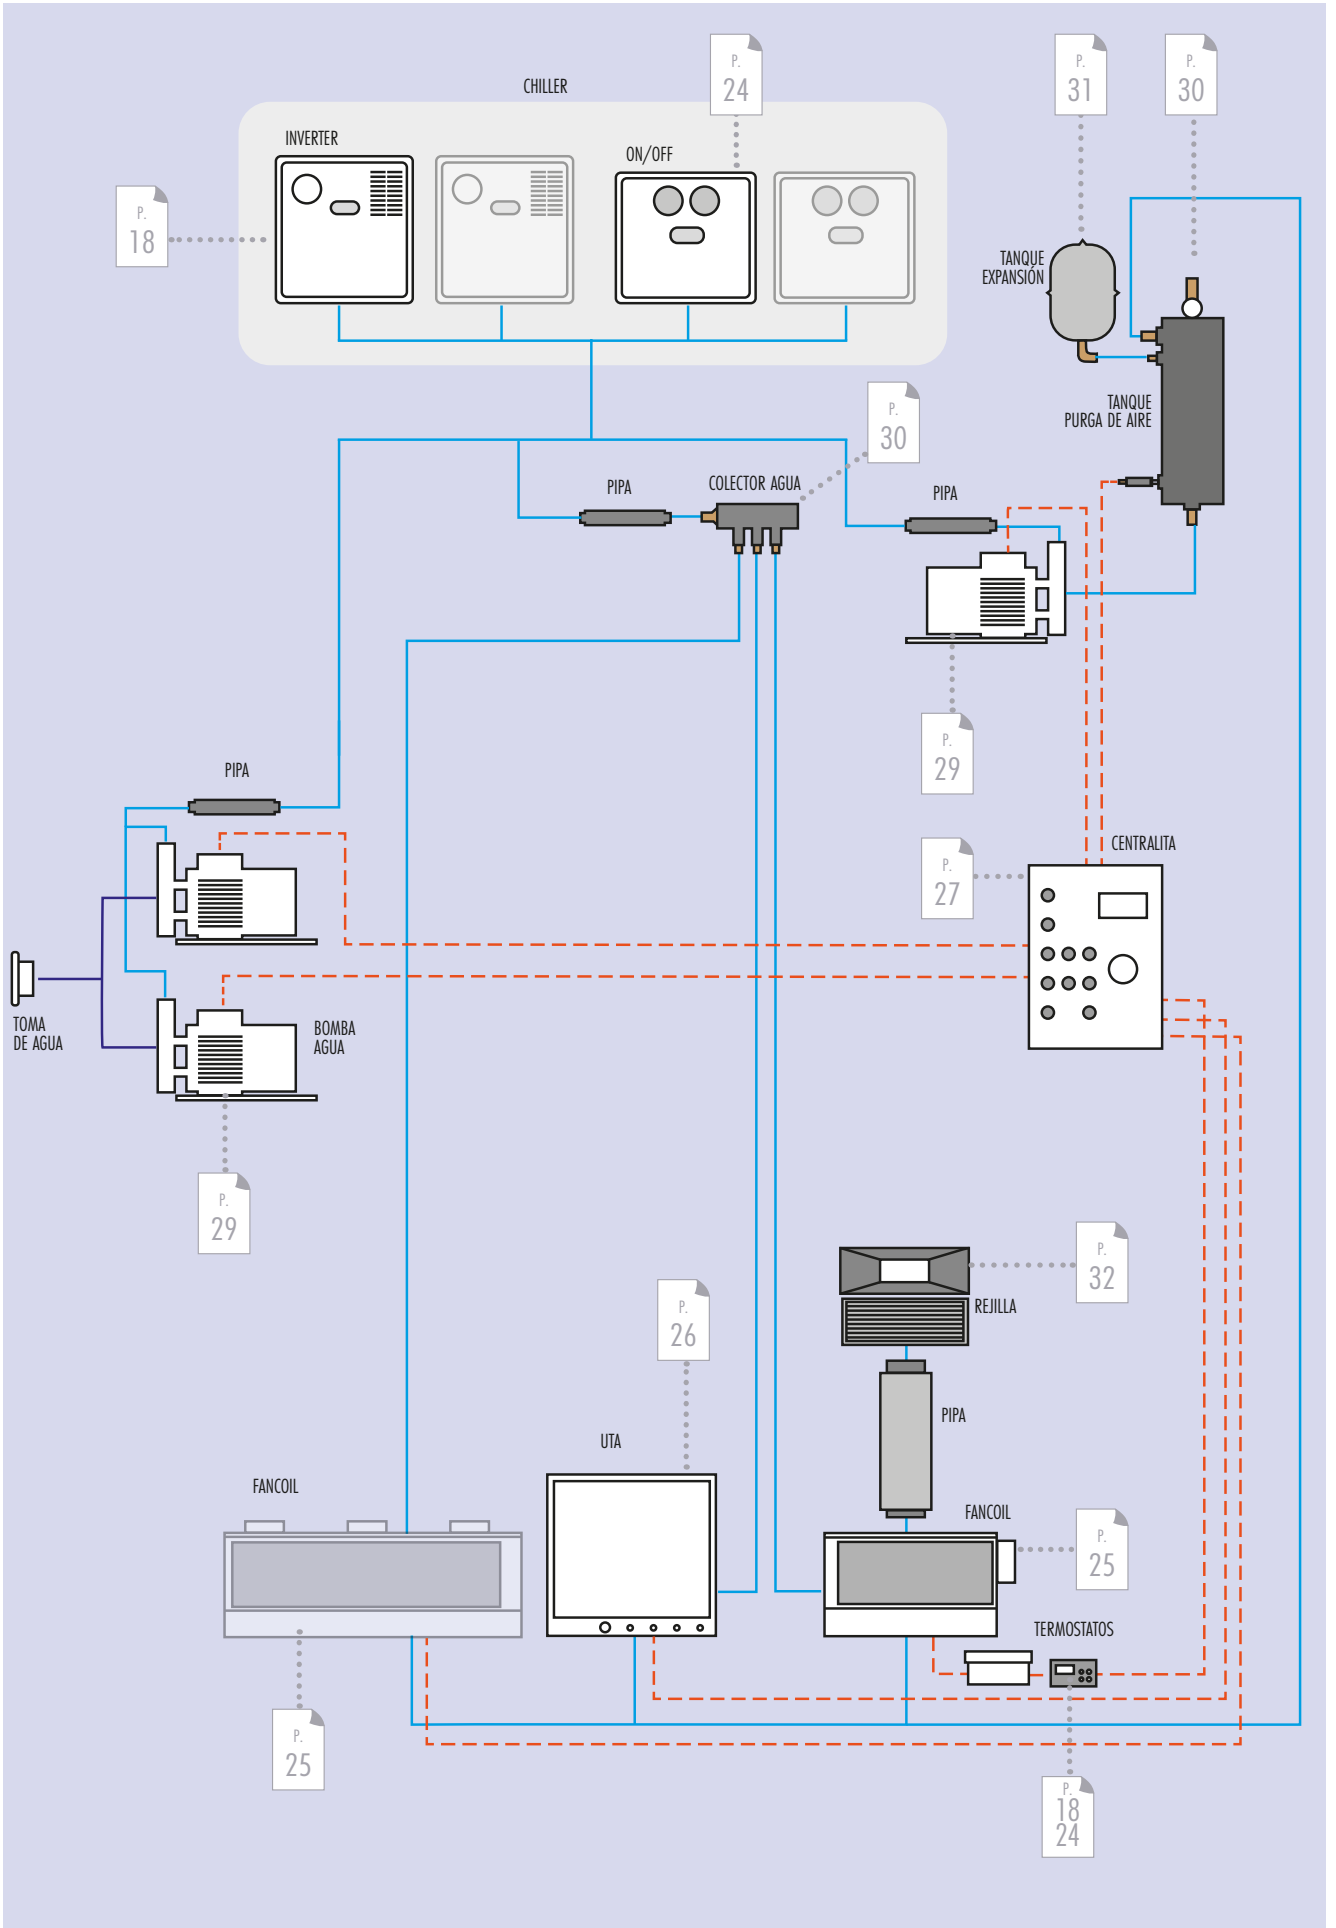 P.
24
P.
31
P.
30
CHILLER
INVERTER
ON/OFF
P.
18
TANQUE
EXPANSIÓN
TANQUE
PURGA DE AIRE
P.
30
PIPA
COLECTOR AGUA
PIPA
P.
29
PIPA
P.
27
CENTRALITA
TOMA
DE AGUA
BOMBA
AGUA
P.
29
P.
32
REJILLA
P.
26
PIPA
UTA
FANCOIL
FANCOIL
P.
25
TERMOSTATOS
P.
25
P.
18
24